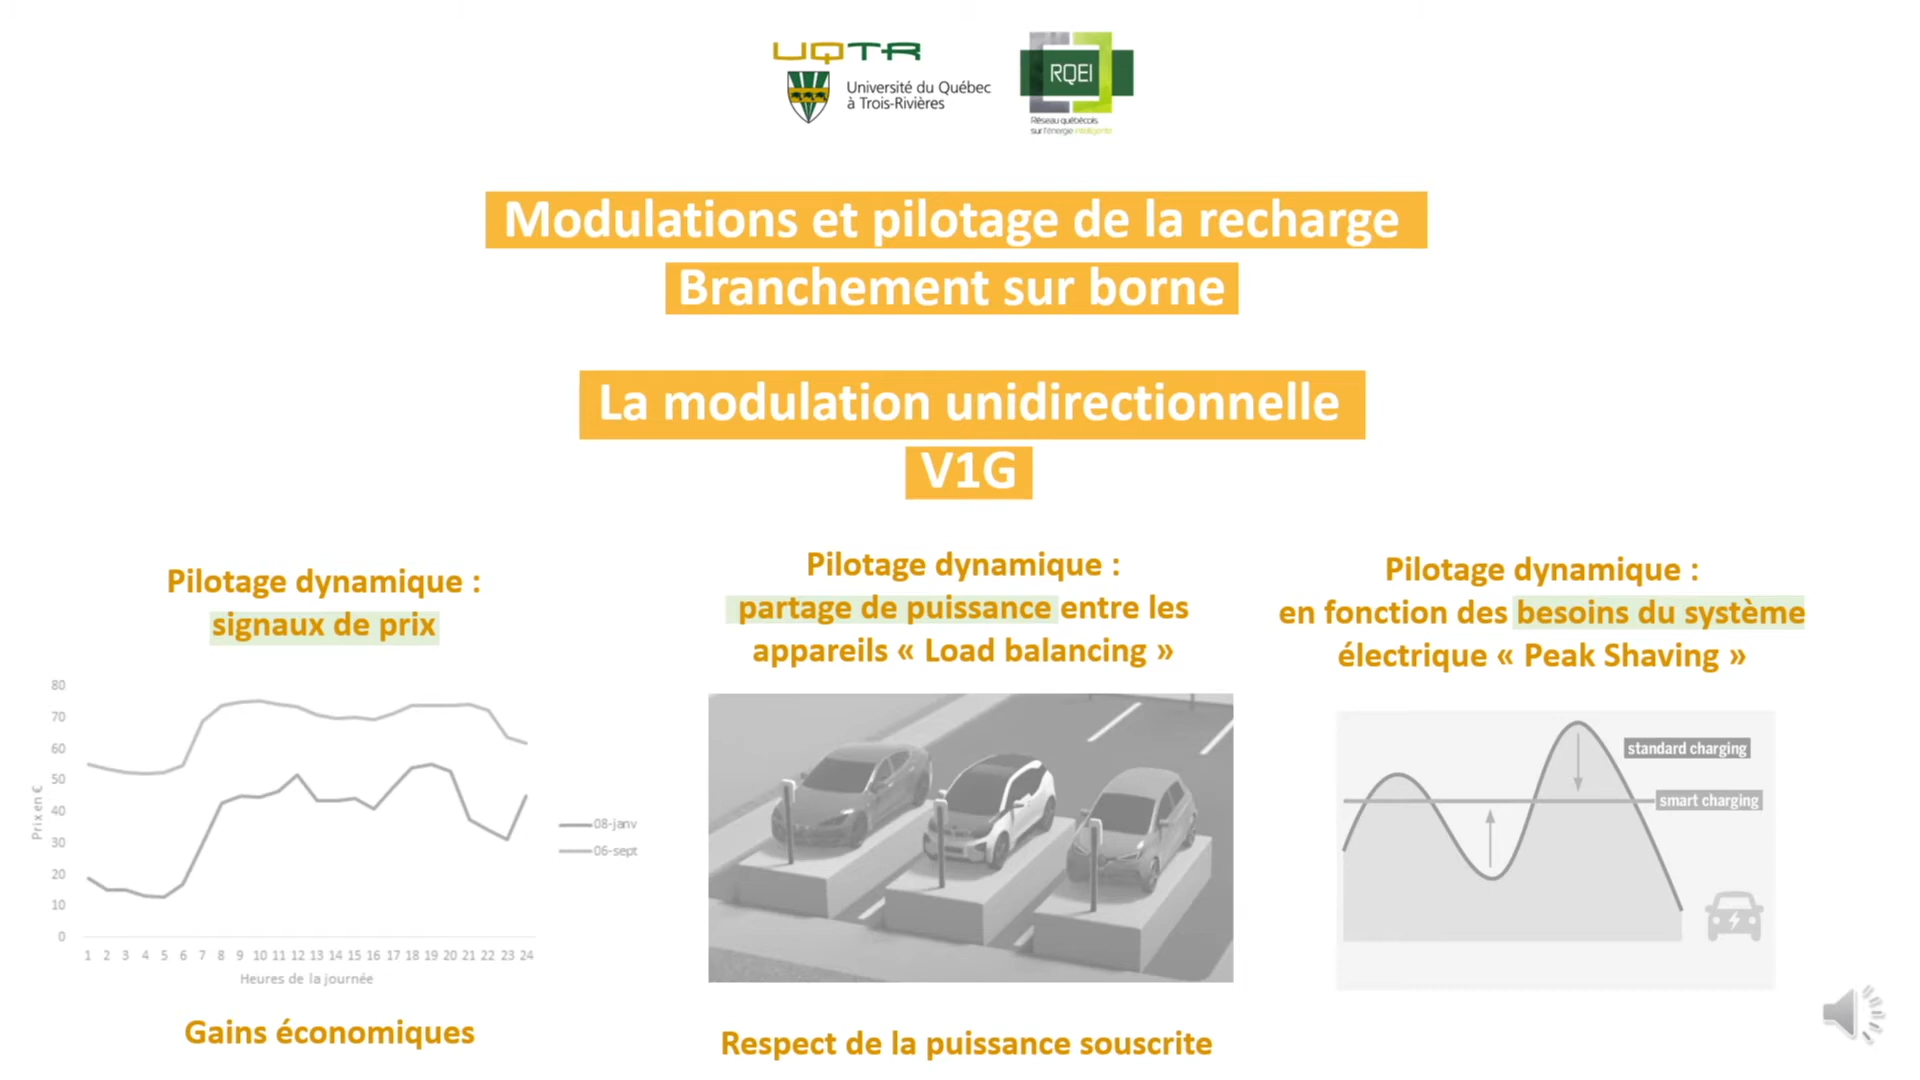 UQTR
Université du Québec
à Trois-Rivières
RQEI
Réseau québécois
sur l'énergie intelligente
Modulations et pilotage de la recharge
Branchement sur borne
La modulation unidirectionnelle
V1G
Pilotage dynamique :
signaux de prix
80
70
60
50
40
30
20
10
0
Prix en €
1 2 3 4 5 6 7 8 9 10 11 12 13 14 15 16 17 18 19 20 21 22 23 24
Heures de la journée
08-janv
06-sept
Gains économiques
Pilotage dynamique :
partage de puissance entre les
appareils « Load balancing »
Respect de la puissance souscrite
Pilotage dynamique :
en fonction des besoins du système
électrique « Peak Shaving »
standard charging
smart charging